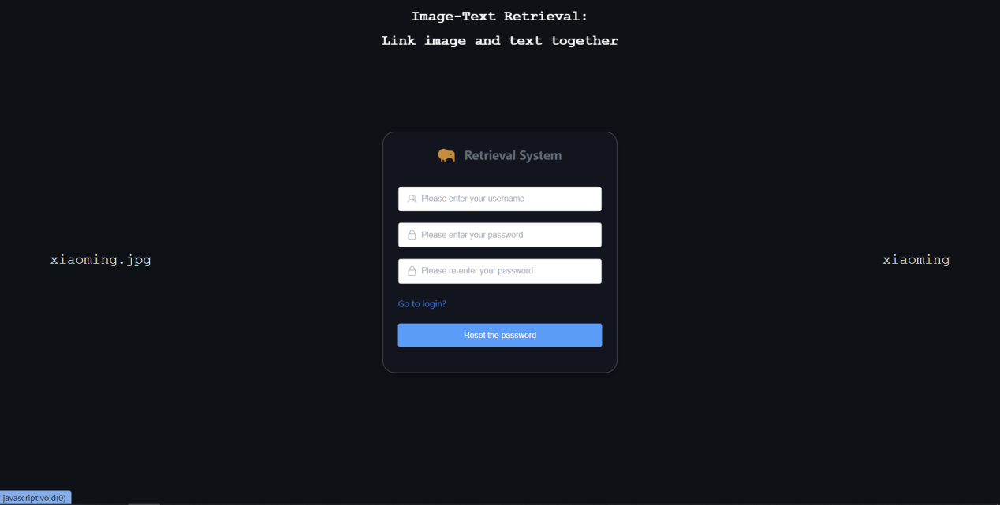 Image-Text Retrieval:
Link image and text together
Retrieval System
Please enter your username
Please enter your password
xiaoming.jpg
xiaoming
Please re-enter your password
Go to login?
Reset the password
javascript:void(0)